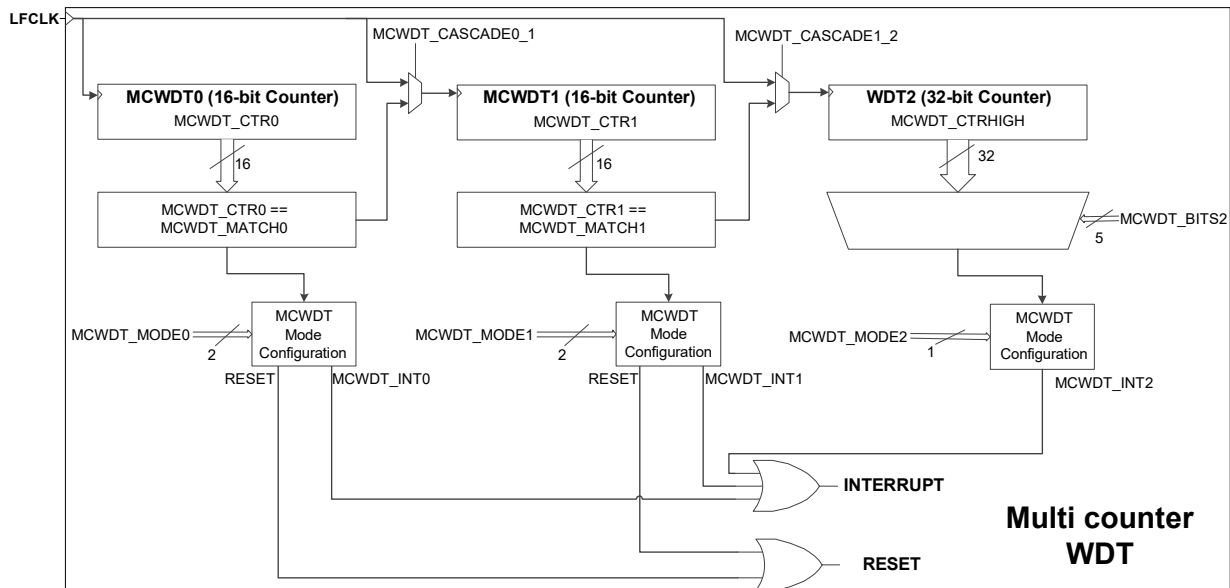 LFCLK
MCWDT_CASCADE0_1
MCWDT_CASCADE1_2
MCWDT0 (16-bit Counter)
MCWDT_CTR0
MCWDT1 (16-bit Counter)
MCWDT_CTR1
WDT2 (32-bit Counter)
MCWDT_CTRHIGH
16
16
32
MCWDT_CTR0 ==
MCWDT_MATCH0
MCWDT_CTR1 ==
MCWDT_MATCH1
MCWDT_BITS2
5
MCWDT_MODE0
2
MCWDT
Mode
Configuration
MCWDT_MODE1
2
MCWDT
Mode
Configuration
MCWDT_MODE2
1
MCWDT
Mode
Configuration
RESET
MCWDT_INT0
RESET
MCWDT_INT1
MCWDT_INT2
INTERRUPT
RESET
Multi counter
WDT